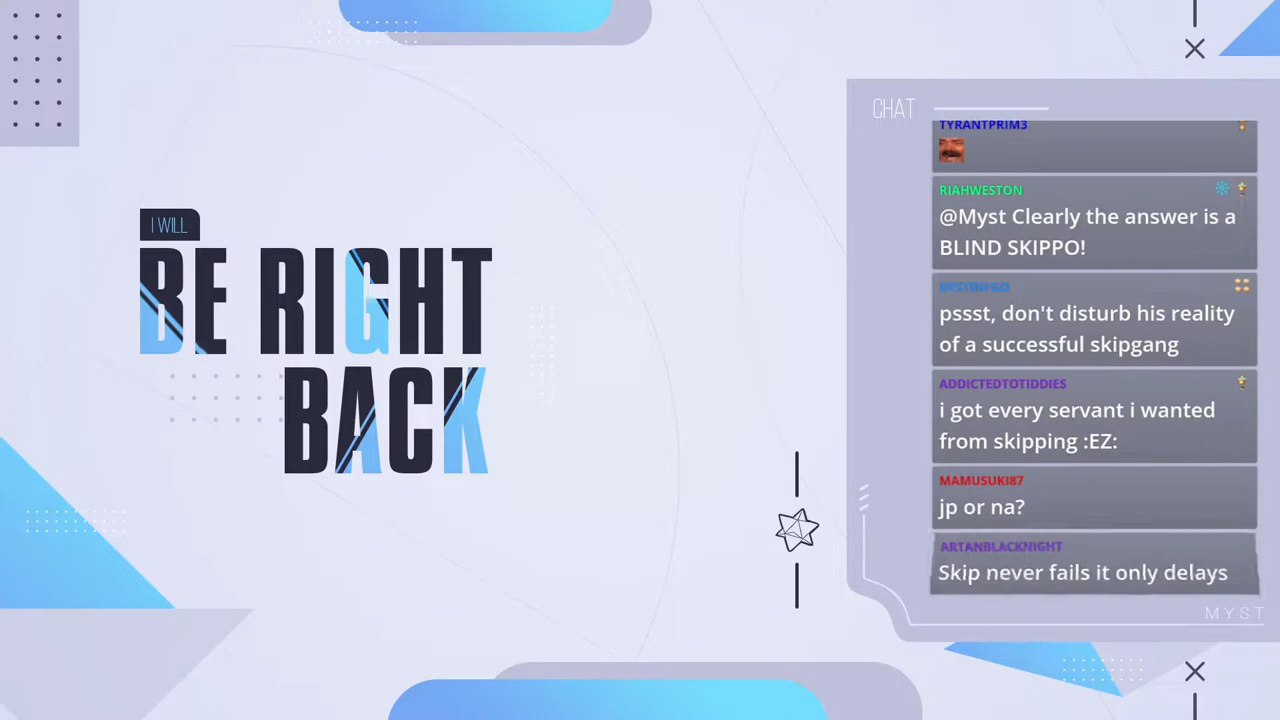 I WILL
BE RIGHT
BACK
CHAT
TYRANTPRIM3
RIAHWESTON
@Myst Clearly the answer is a
BLIND SKIPPO!
pssst, don't disturb his reality
of a successful skipgang
ADDICTEDTOTIDDIES
i got every servant i wanted
from skipping :EZ:
MAMUSUKI87
jp or na?
ARTANBLACKNIGHT
Skip never fails it only delays
MYST